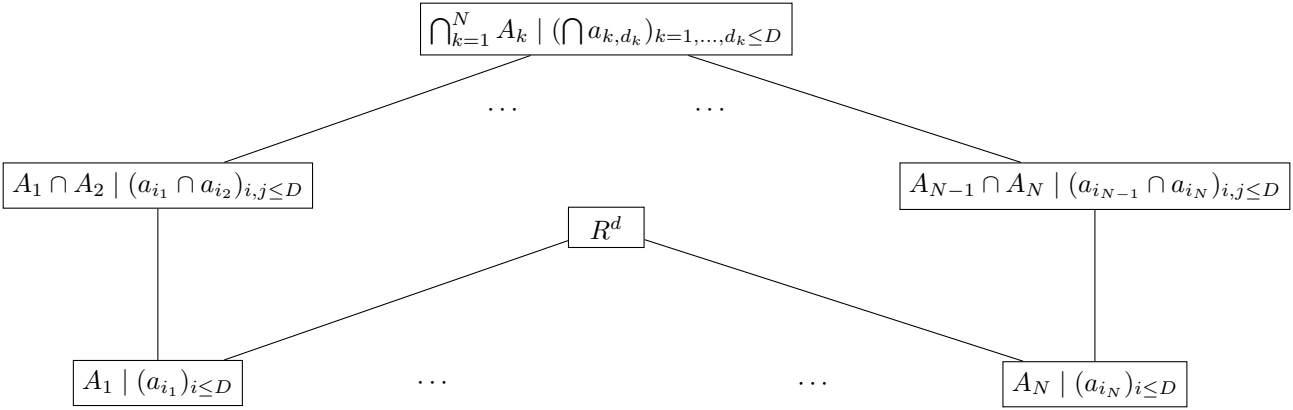 ⋂_{k=1}^{N} A_k | (⋂ a_{k,d_k})_{k=1,...,d_k≤D}
... ...
A_1 ∩ A_2 | (a_{i_1} ∩ a_{i_2})_{i,j≤D}
A_{N−1} ∩ A_N | (a_{i_{N−1}} ∩ a_{i_N})_{i,j≤D}
R^d
A_1 | (a_{i_1})_{i≤D}
... ...
A_N | (a_{i_N})_{i≤D}